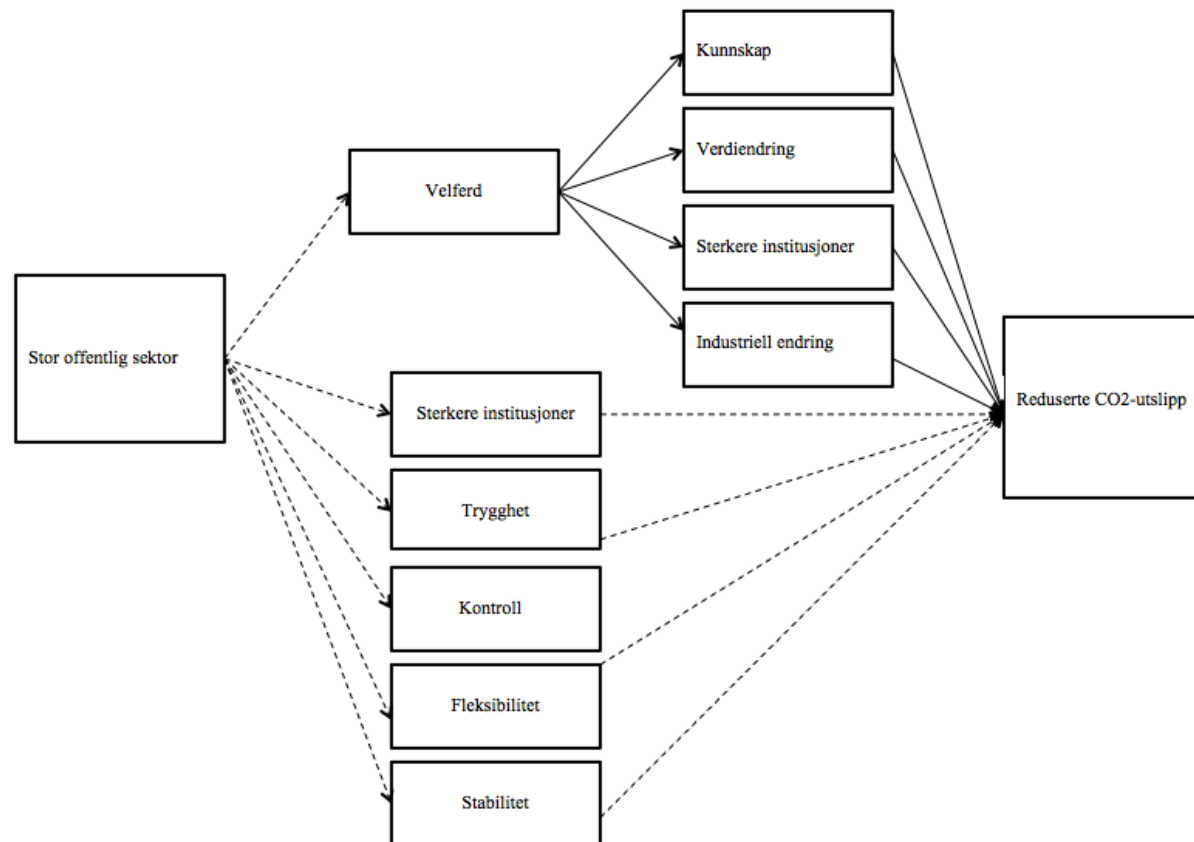 Kunnskap
Verdiendring
Velferd
Sterkere institusjoner
Industriell endring
Stor offentlig sektor
Reduserte CO2-utslipp
Sterkere institusjoner
Trygghet
Kontroll
Fleksibilitet
Stabilitet